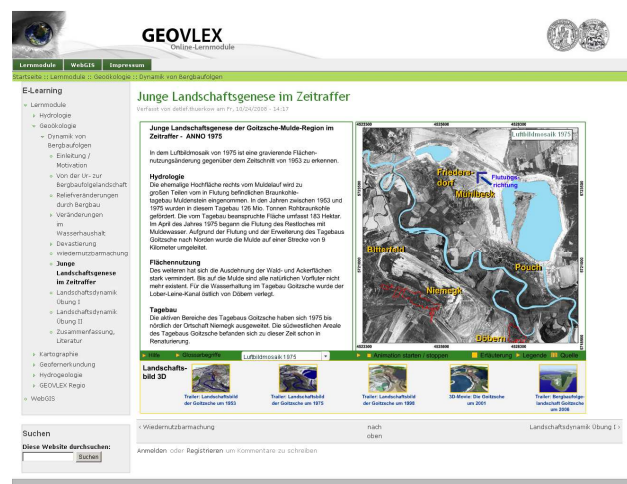 GEOVLEX
Online-Lernmodule
Lernmodule WebGIS Impressum
Startseite :: Lernmodule :: Geoökologie :: Dynamik von Bergbaufolgen
E-Learning
Lernmodule
Hydrologie
Geoökologie
Dynamik von
Bergbaufolgen
Einleitung /
Motivation
Von der Ur- zur
Bergbaufolgelandschaft
Reliefveränderungen
durch Bergbau
Veränderungen
im
Wasserhaushalt
Devastierung
Wiedernutzbarmachung
Junge
Landschaftsgenese
im Zeitraffer
Landschaftsdynamik
Übung I
Landschaftsdynamik
Übung II
Zusammenfassung,
Literatur
Kartographie
Geofernerkundung
Hydrogeologie
GEOVLEX Regio
WebGIS
Suchen
Diese Website durchsuchen:
Suchen
Junge Landschaftsgenese im Zeitraffer
Verfasst von detlef.thuerkow am Fr, 10/24/2008 - 14:17
Junge Landschaftsgenese der Goitzsche-Mulde-Region im
Zeitraffer - ANNO 1975
In dem Luftbildmosaik von 1975 ist eine gravierende Flächen-
nutzungsänderung gegenüber dem Zeitschnitt von 1953 zu erkennen.
Hydrologie
Die ehemalige Hochfläche rechts vom Muldelauf wird zu
großen Teilen vom in Flutung befindlichen Braunkohle-
tagebau Muldenstein eingenommen. In den Jahren zwischen 1953 und
1975 wurden in diesem Tagebau 126 Mio. Tonnen Rohbraunkohle
gefördert. Die vom Tagebau beanspruchte Fläche umfasst 183 Hektar.
Im April des Jahres 1975 begann die Flutung des Restloches mit
Muldewasser. Aufgrund der Flutung und der Erweiterung des Tagebaus
Goitzsche nach Norden wurde die Mulde auf einer Strecke von 9
Kilometer umgeleitet.
Flächennutzung
Des weiteren hat sich die Ausdehnung der Wald- und Ackerflächen
stark vermindert. Bis auf die Mulde sind alle natürlichen Vorfluter nicht
mehr existent. Für die Wasserhaltung im Tagebau Goitzsche wurde der
Lober-Leine-Kanal östlich von Döbern verlegt.
Tagebau
Die aktiven Bereiche des Tagebaus Goitzsche haben sich 1975 bis
nördlich der Ortschaft Niemegk ausgeweitet. Die südwestlichen Areale
des Tagebaus Goitzsche befanden sich zu dieser Zeit schon in
Renaturierung.
4522500 4525000 4528390
Luftbildmosaik 1975
Friedersdorf
Flutungs-
richtung
Mühlbeck
Bitterfeld
Pouch
Niemegk
Döbern
Hilfe Glossarbegriffe Luftbildmosaik 1975 Animation starten / stoppen Erläuterung Legende Quelle
Landschafts-
bild 3D
Trailer: Landschaftsbild
der Goitzsche um 1953
Trailer: Landschaftsbild
der Goitzsche um 1975
Trailer: Landschaftsbild
der Goitzsche um 1998
3D-Movie: Die Goitzsche
um 2001
Trailer: Bergbaufolge-
landschaft Goitzsche
um 2006
‹ Wiedernutzbarmachung nach oben Landschaftsdynamik Übung I ›
Anmelden oder Registrieren um Kommentare zu schreiben